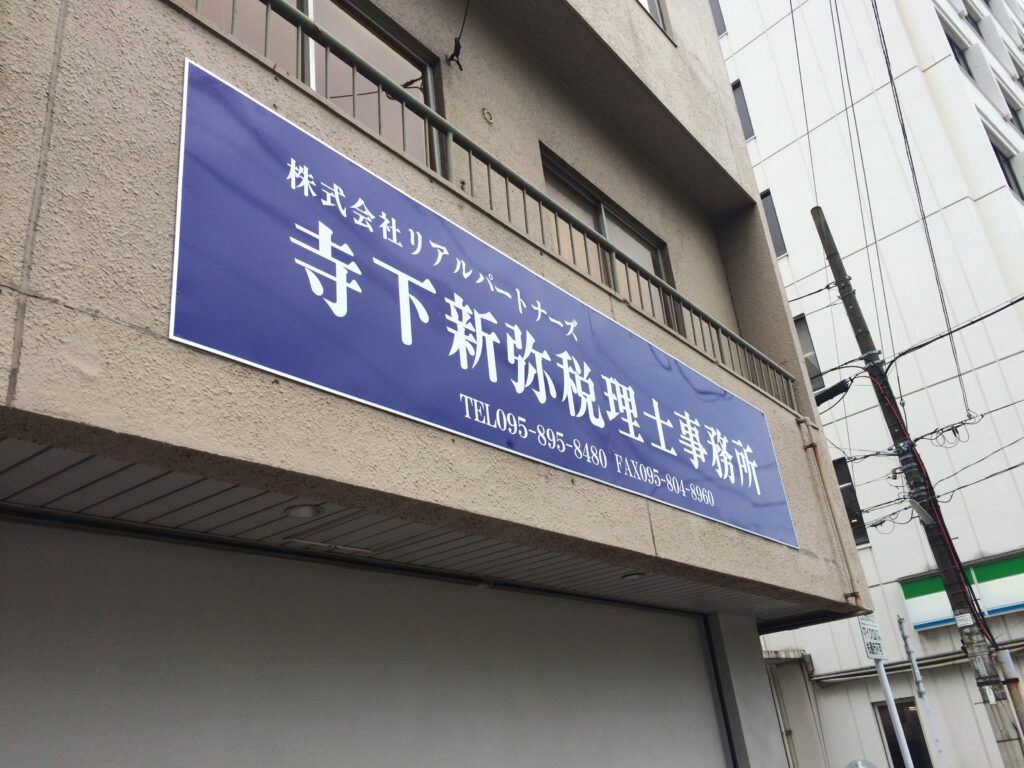 株式会社リアルパートナーズ
寺下新弥税理士事務所
TEL095-895-8480 FAX095-804-8960